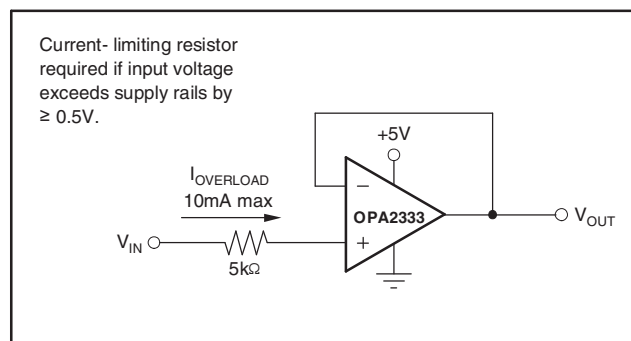 Current- limiting resistor
required if input voltage
exceeds supply rails by
≥ 0.5V.
+5V
I_OVERLOAD
10mA max
−
OPA2333
V_OUT
V_IN
+
5kΩ